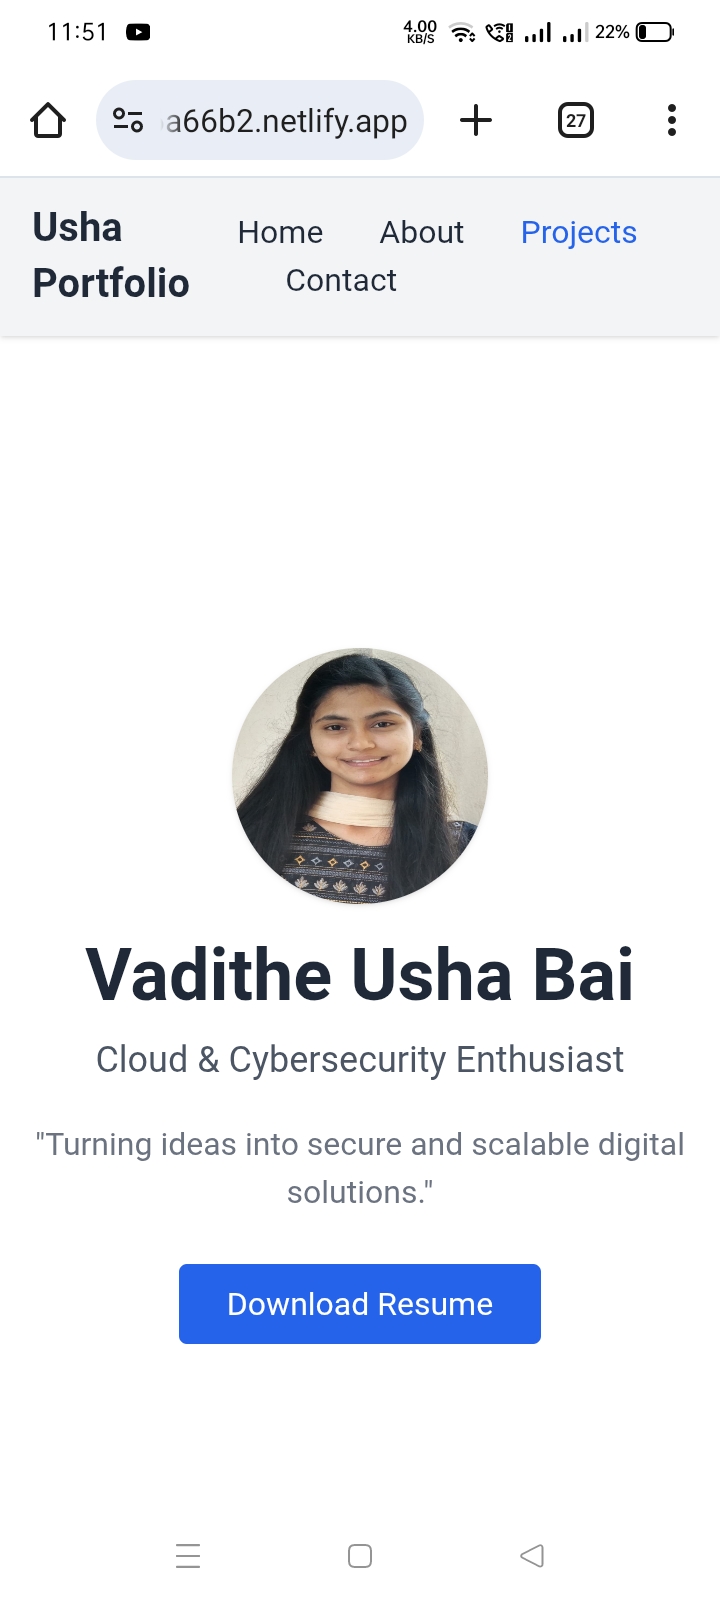 11:51
4.00
KB/S
22%
a66b2.netlify.app
27
Usha
Portfolio
Home About Projects
Contact
Vadithe Usha Bai
Cloud & Cybersecurity Enthusiast
"Turning ideas into secure and scalable digital
solutions."
Download Resume